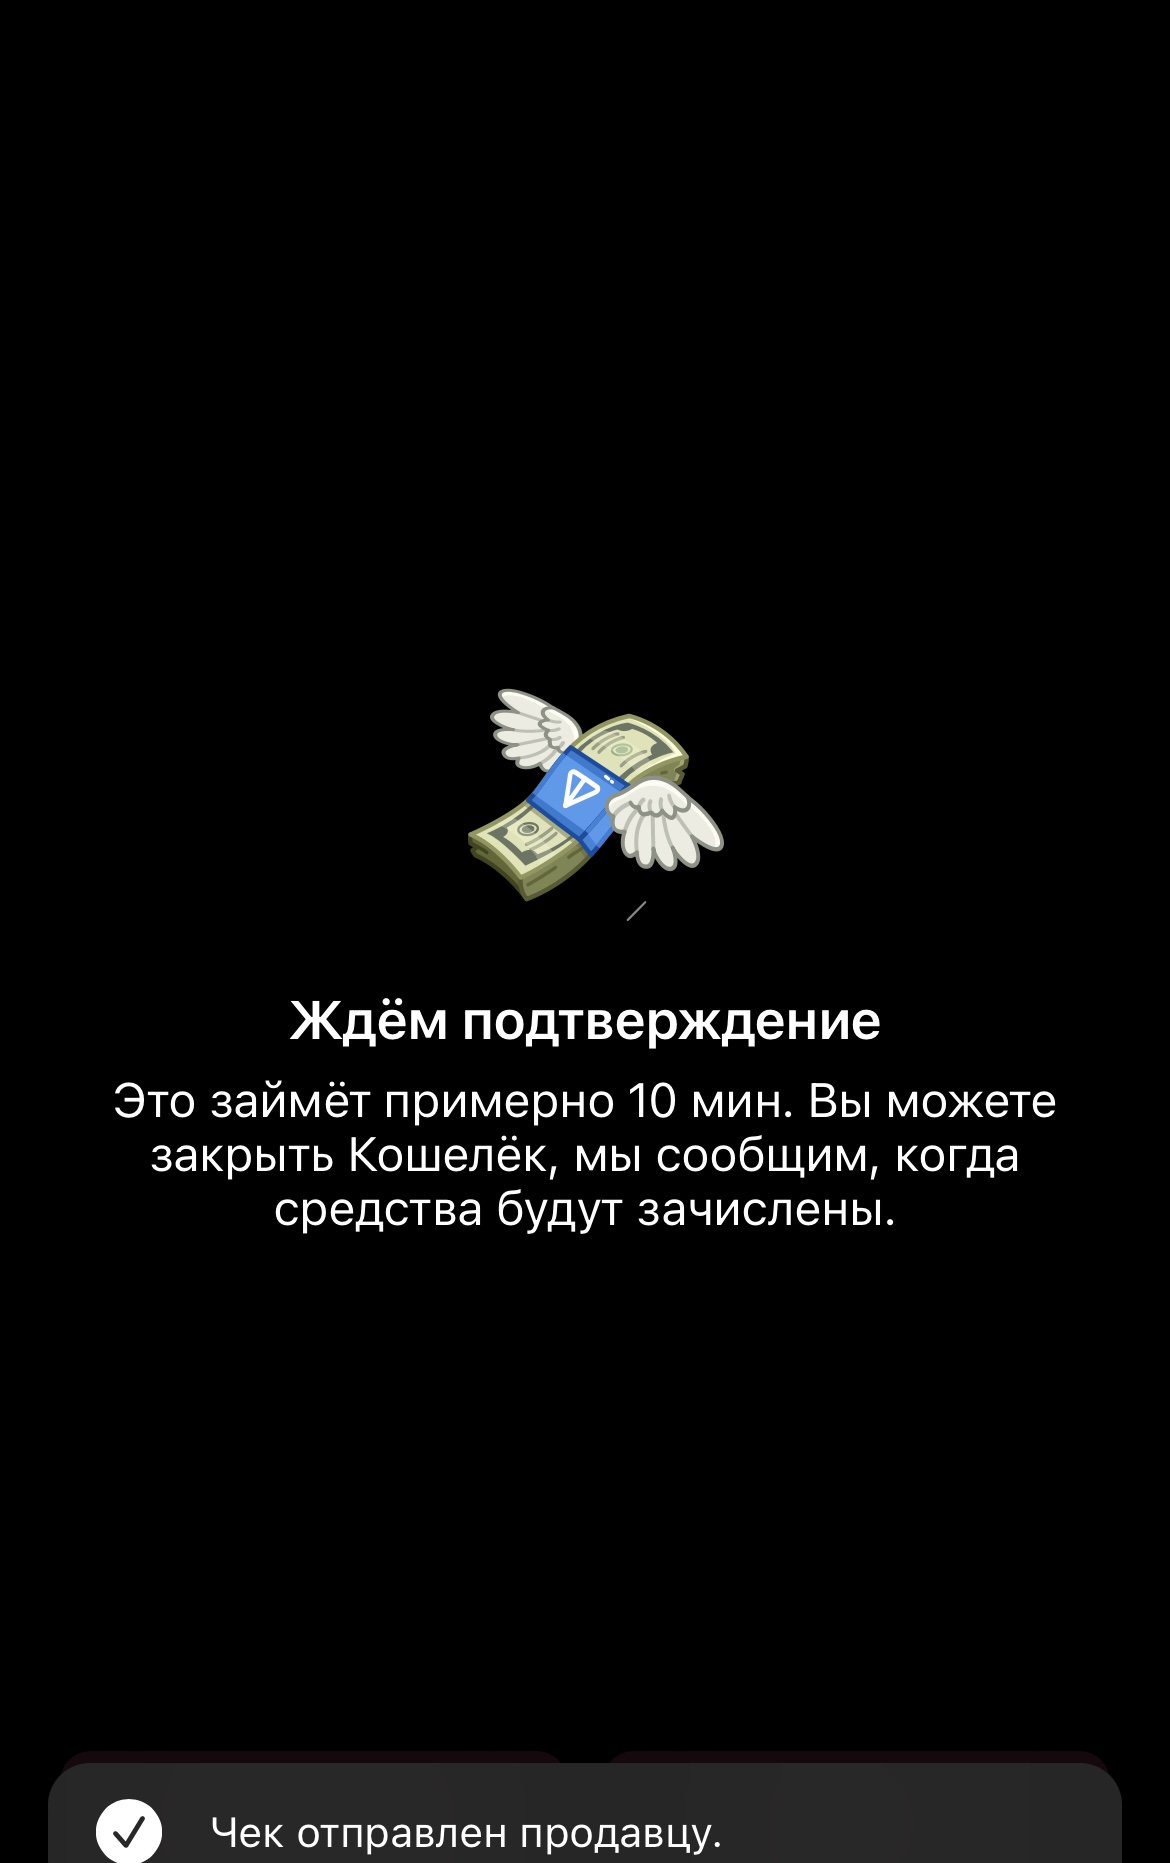 Ждём подтверждение
Это займёт примерно 10 мин. Вы можете
закрыть Кошелёк, мы сообщим, когда
средства будут зачислены.
Чек отправлен продавцу.